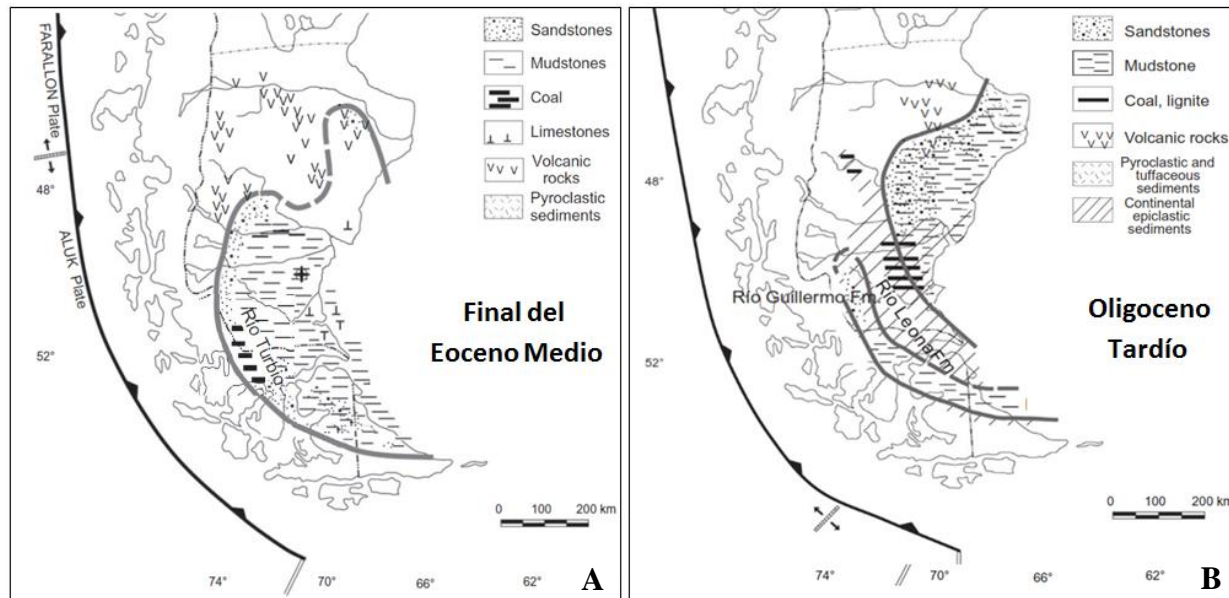 FARALLON Plate
ALUK Plate
48°
52°
Río Turbio
Sandstones
Mudstones
Coal
Limestones
Volcanic
rocks
Pyroclastic
sediments
Final del
Eoceno Medio
0 100 200 km
74° 70° 66° 62°
A
48°
52°
Río Guillermo Fm.
Río Leona Fm.
Sandstones
Mudstone
Coal, lignite
Volcanic rocks
Pyroclastic and
tuffaceous
sediments
Continental
epiclastic
sediments
Oligoceno
Tardío
0 100 200 km
74° 70° 66° 62°
B